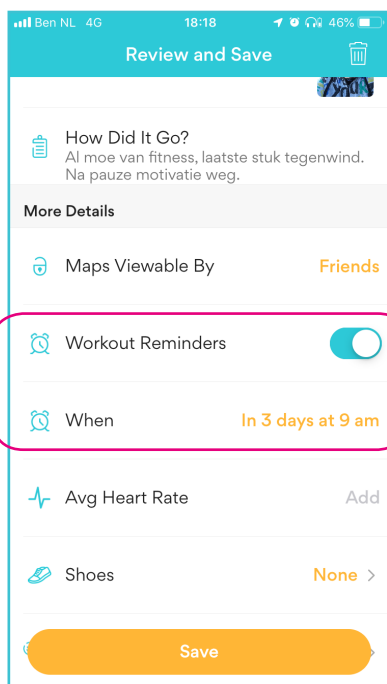 Ben NL 4G 18:18 46%
Review and Save
How Did It Go?
Al moe van fitness, laatste stuk tegenwind.
Na pauze motivatie weg.
More Details
Maps Viewable By Friends
Workout Reminders
When In 3 days at 9 am
Avg Heart Rate Add
Shoes None >
Save